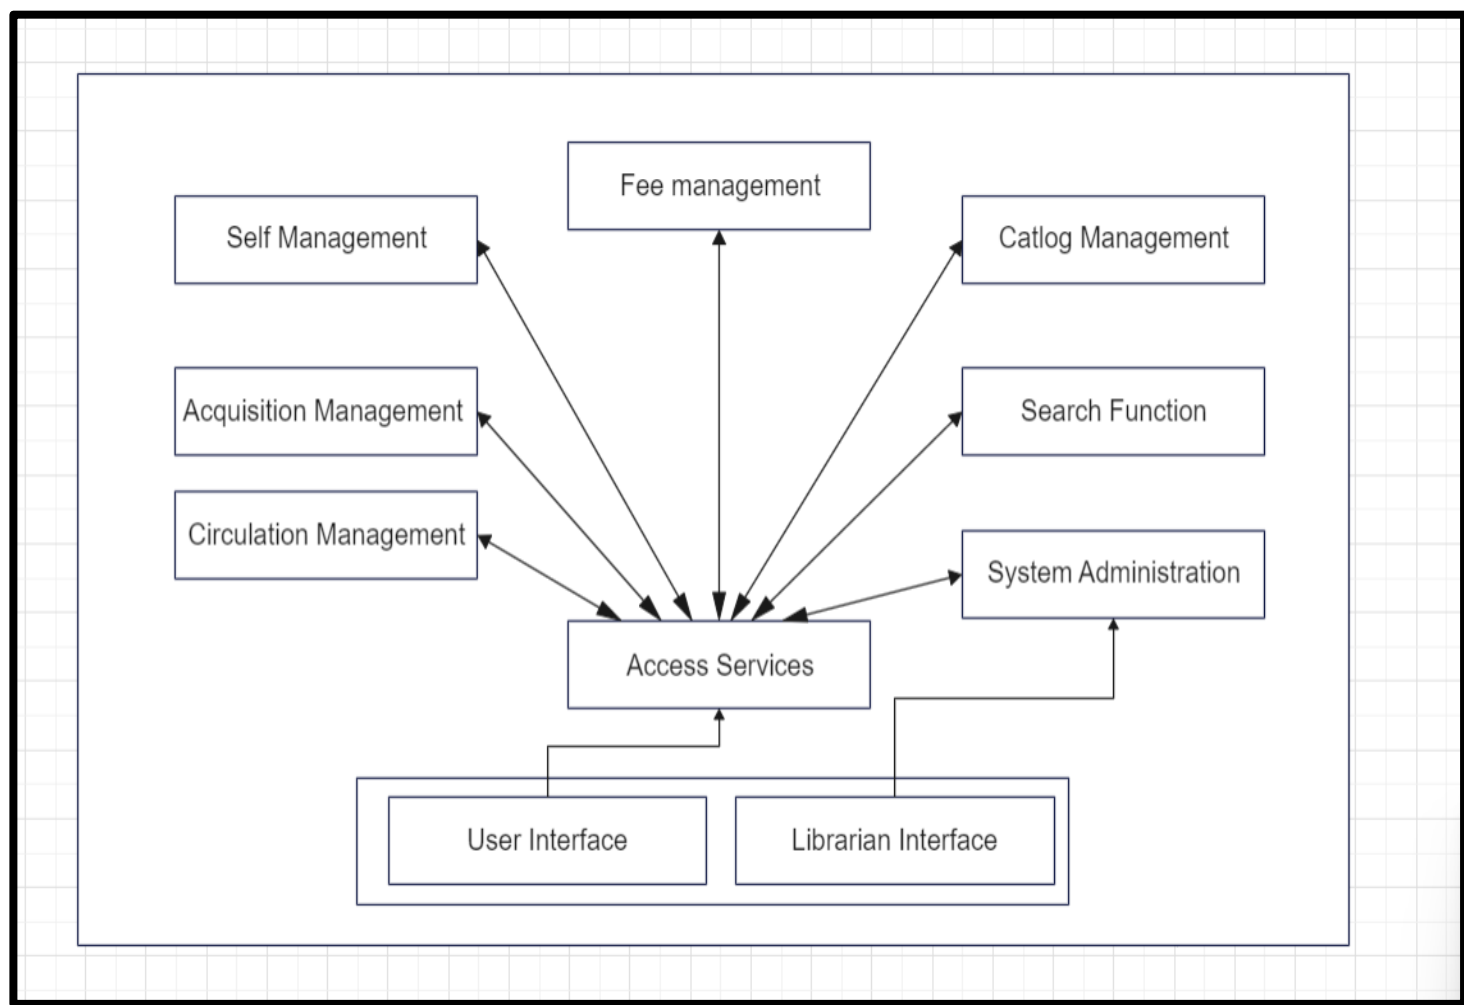 Fee management
Self Management
Catlog Management
Acquisition Management
Search Function
Circulation Management
System Administration
Access Services
User Interface
Librarian Interface